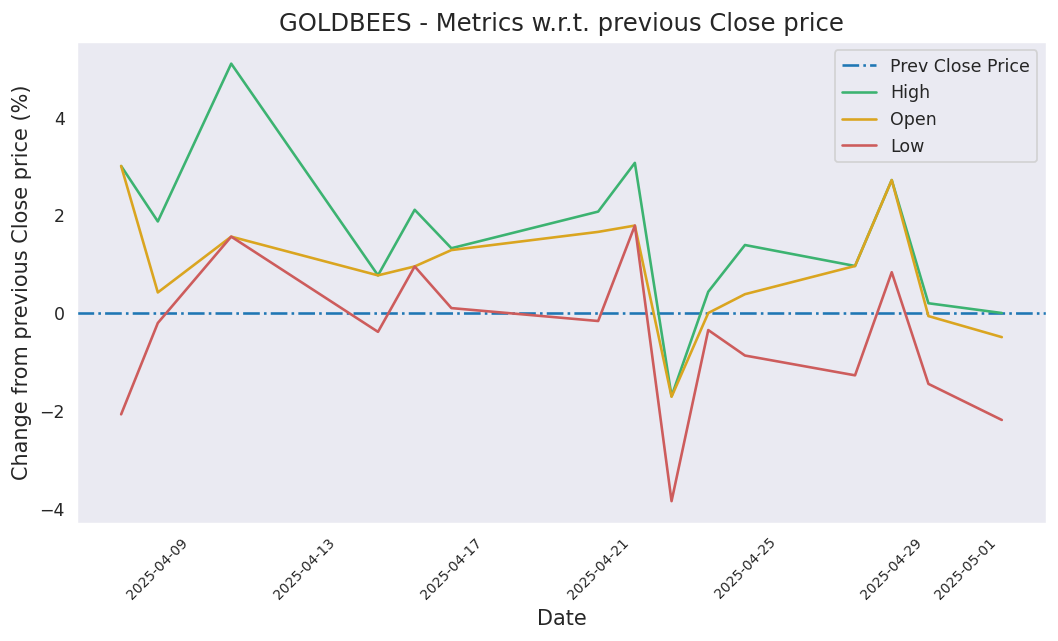 GOLDBEES - Metrics w.r.t. previous Close price
Prev Close Price
High
Open
Low
Change from previous Close price (%)
4
2
0
−2
−4
2025-04-09
2025-04-13
2025-04-17
2025-04-21
2025-04-25
2025-04-29
2025-05-01
Date